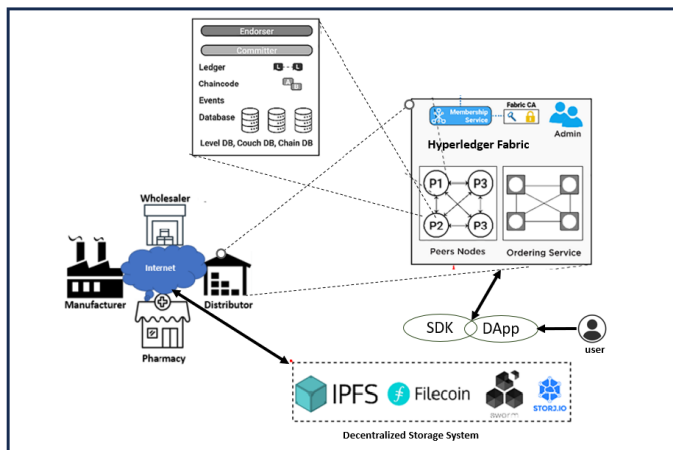 Endorser
Committer
Ledger
L
L
Chaincode
A
D
Events
Database
Level DB, Couch DB, Chain DB
Membership
Service
Fabric CA
Admin
Hyperledger Fabric
P1
P3
P2
P3
Peers Nodes
Ordering Service
Wholesaler
Internet
Manufacturer
Distributor
Pharmacy
SDK
DApp
user
IPFS
Filecoin
swarm
STORJ.IO
Decentralized Storage System